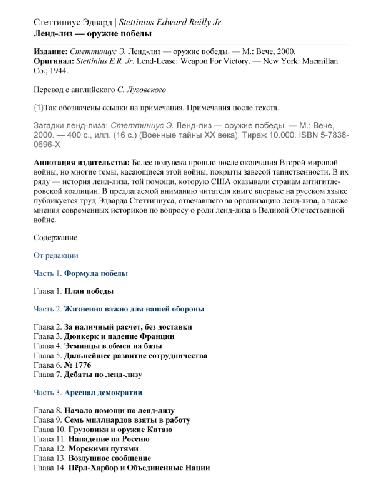 Стеттиниус Эдвард | Stettinius Edward Reilly Jr
Ленд-лиз — оружие победы
Издание: Стеттиниус Э. Ленд-лиз — оружие победы. — М.: Вече, 2000.
Оригинал: Stettinius E.R. Jr. Lend-Lease: Weapon For Victory. — New York: Macmillan
Co., 1944.
Перевод с английского С. Луговского
{1}Так обозначены ссылки на примечания. Примечания после текста.
Загадки ленд-лиза: Стеттиниус Э. Ленд-лиз — оружие победы. — М.: Вече,
2000. — 400 с., илл. (16 с.) (Военные тайны XX века). Тираж 10.000. ISBN 5-7838-
0696-X
Аннотация издательства: Более полувека прошло после окончания Второй мировой
войны, но многие темы, касающиеся этой войны, покрыты завесой таинственности. В их
ряду — история ленд-лиза, той помощи, которую США оказывали странам антигитле-
ровской коалиции. В предлагаемой вниманию читателя книге впервые на русском языке
публикуется труд Эдварда Стеттиниуса, отвечавшего за организацию ленд-лиза, а также
мнения современных историков по вопросу о роли ленд-лиза в Великой Отечественной
войне.
Содержание
От редакции
Часть 1. Формула победы
Глава 1. План победы
Часть 2. Жизненно важно для нашей обороны
Глава 2. За наличный расчет, без доставки
Глава 3. Дюнкерк и падение Франции
Глава 4. Эсминцы в обмен на базы
Глава 5. Дальнейшее развитие сотрудничества
Глава 6. № 1776
Глава 7. Дебаты по ленд-лизу
Часть 3. Арсенал демократии
Глава 8. Начало помощи по ленд-лизу
Глава 9. Семь миллиардов взяты в работу
Глава 10. Грузовики и оружие Китаю
Глава 11. Нападение на Россию
Глава 12. Морскими путями
Глава 13. Воздушное сообщение
Глава 14. Пёрл-Харбор и Объединенные Нации